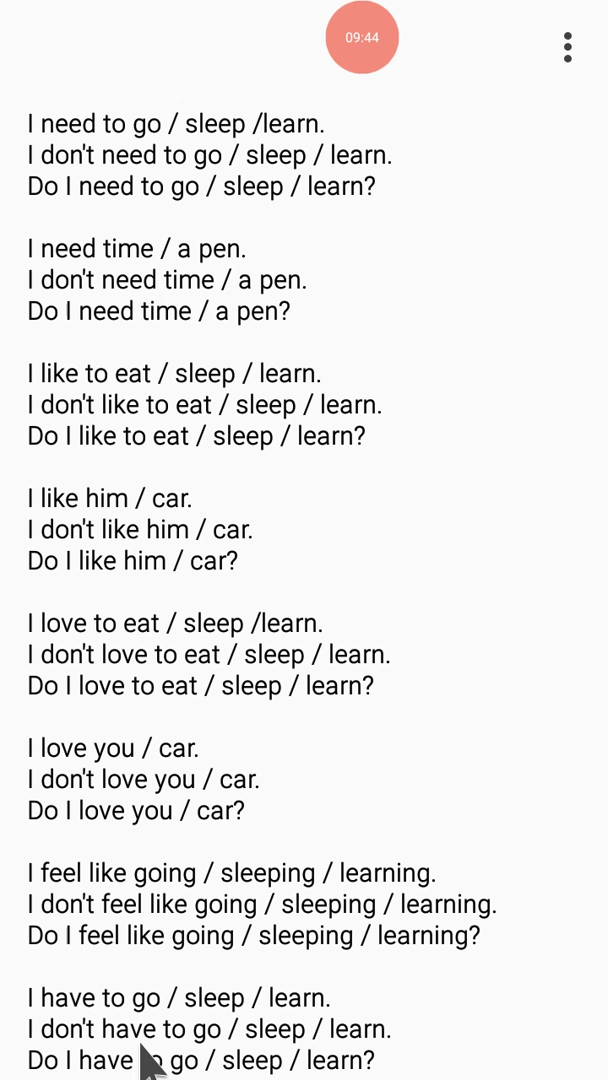 09:44
I need to go / sleep /learn.
I don't need to go / sleep / learn.
Do I need to go / sleep / learn?
I need time / a pen.
I don't need time / a pen.
Do I need time / a pen?
I like to eat / sleep / learn.
I don't like to eat / sleep / learn.
Do I like to eat / sleep / learn?
I like him / car.
I don't like him / car.
Do I like him / car?
I love to eat / sleep /learn.
I don't love to eat / sleep / learn.
Do I love to eat / sleep / learn?
I love you / car.
I don't love you / car.
Do I love you / car?
I feel like going / sleeping / learning.
I don't feel like going / sleeping / learning.
Do I feel like going / sleeping / learning?
I have to go / sleep / learn.
I don't have to go / sleep / learn.
Do I have go / sleep / learn?